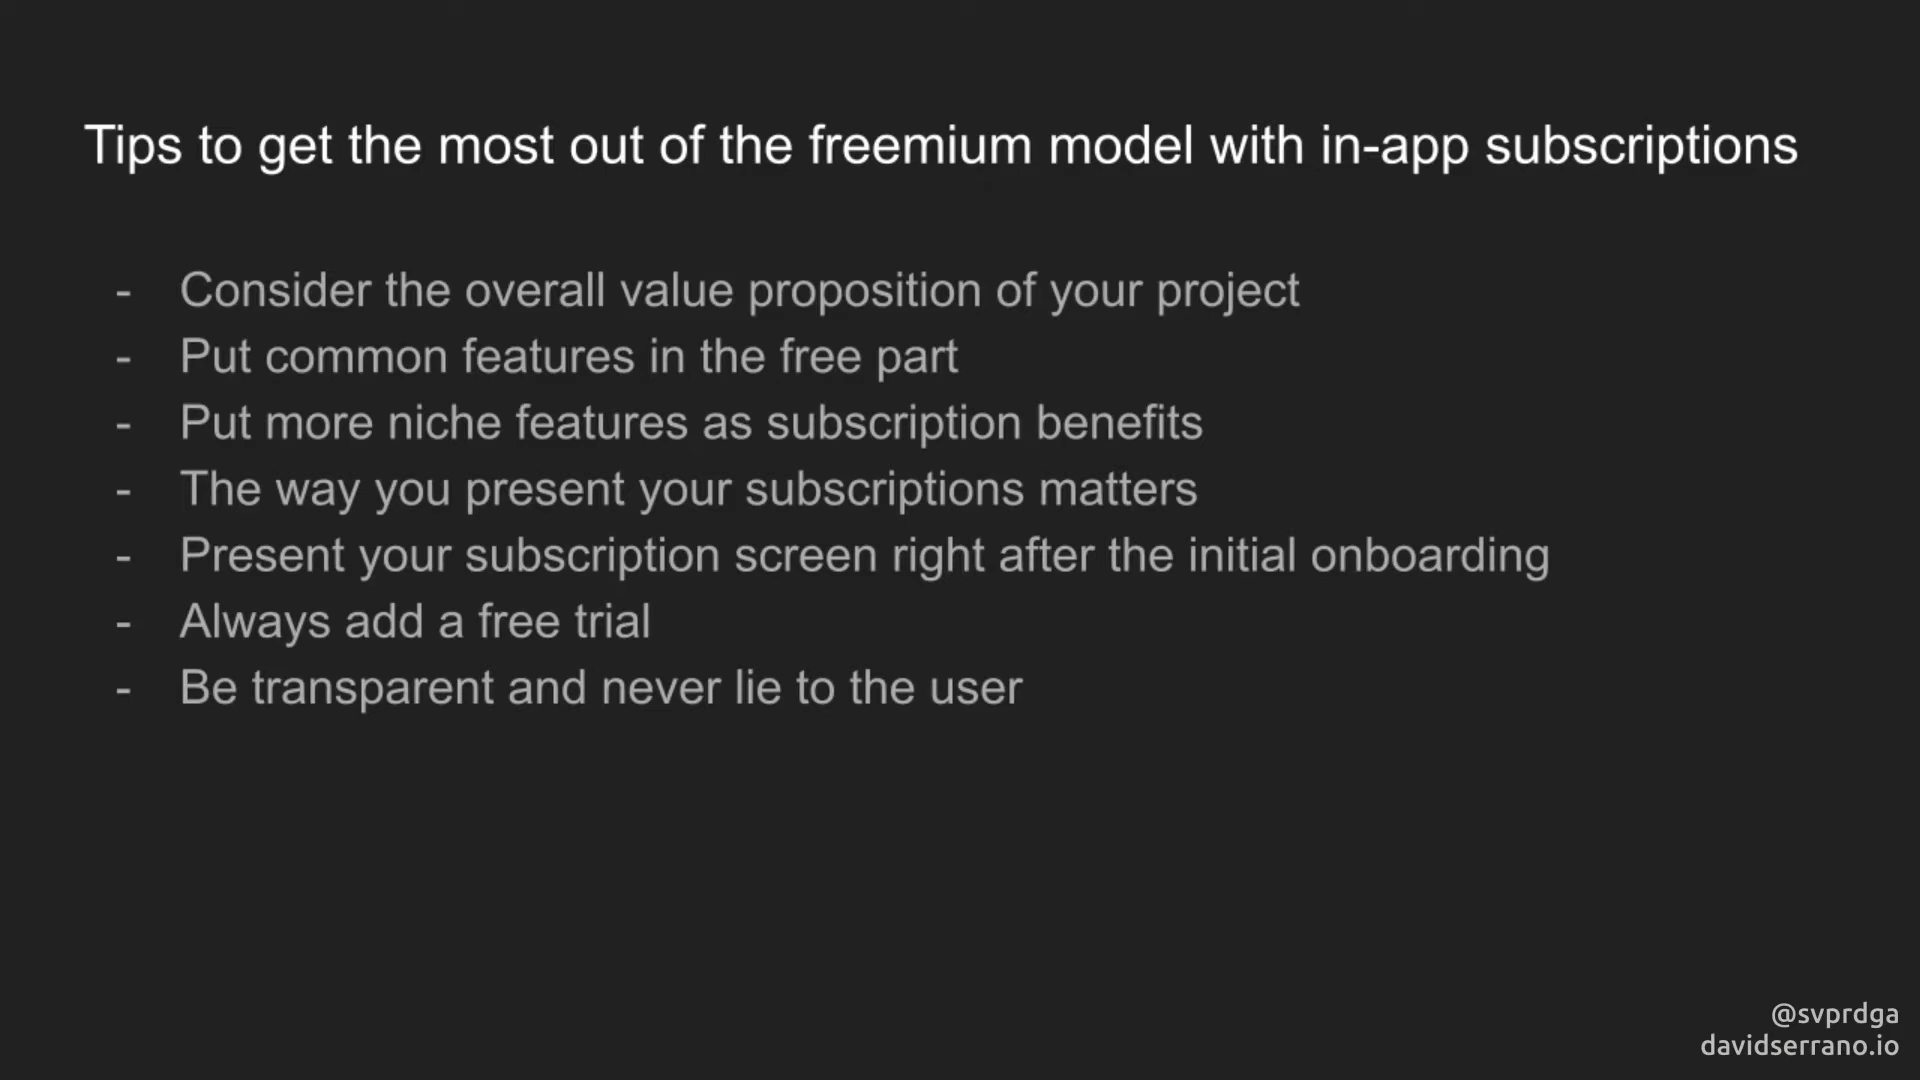 Tips to get the most out of the freemium model with in-app subscriptions
- Consider the overall value proposition of your project
- Put common features in the free part
- Put more niche features as subscription benefits
- The way you present your subscriptions matters
- Present your subscription screen right after the initial onboarding
- Always add a free trial
- Be transparent and never lie to the user
@svprdga
davidserrano.io